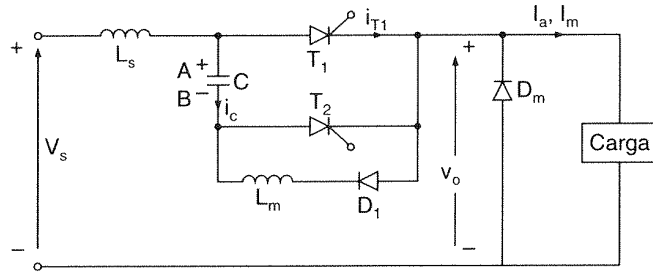 +
L_s
A +
B −
C
i_c
T_1
i_T1
T_2
L_m
D_1
V_s
+
v_o
−
I_a, I_m
D_m
Carga
−